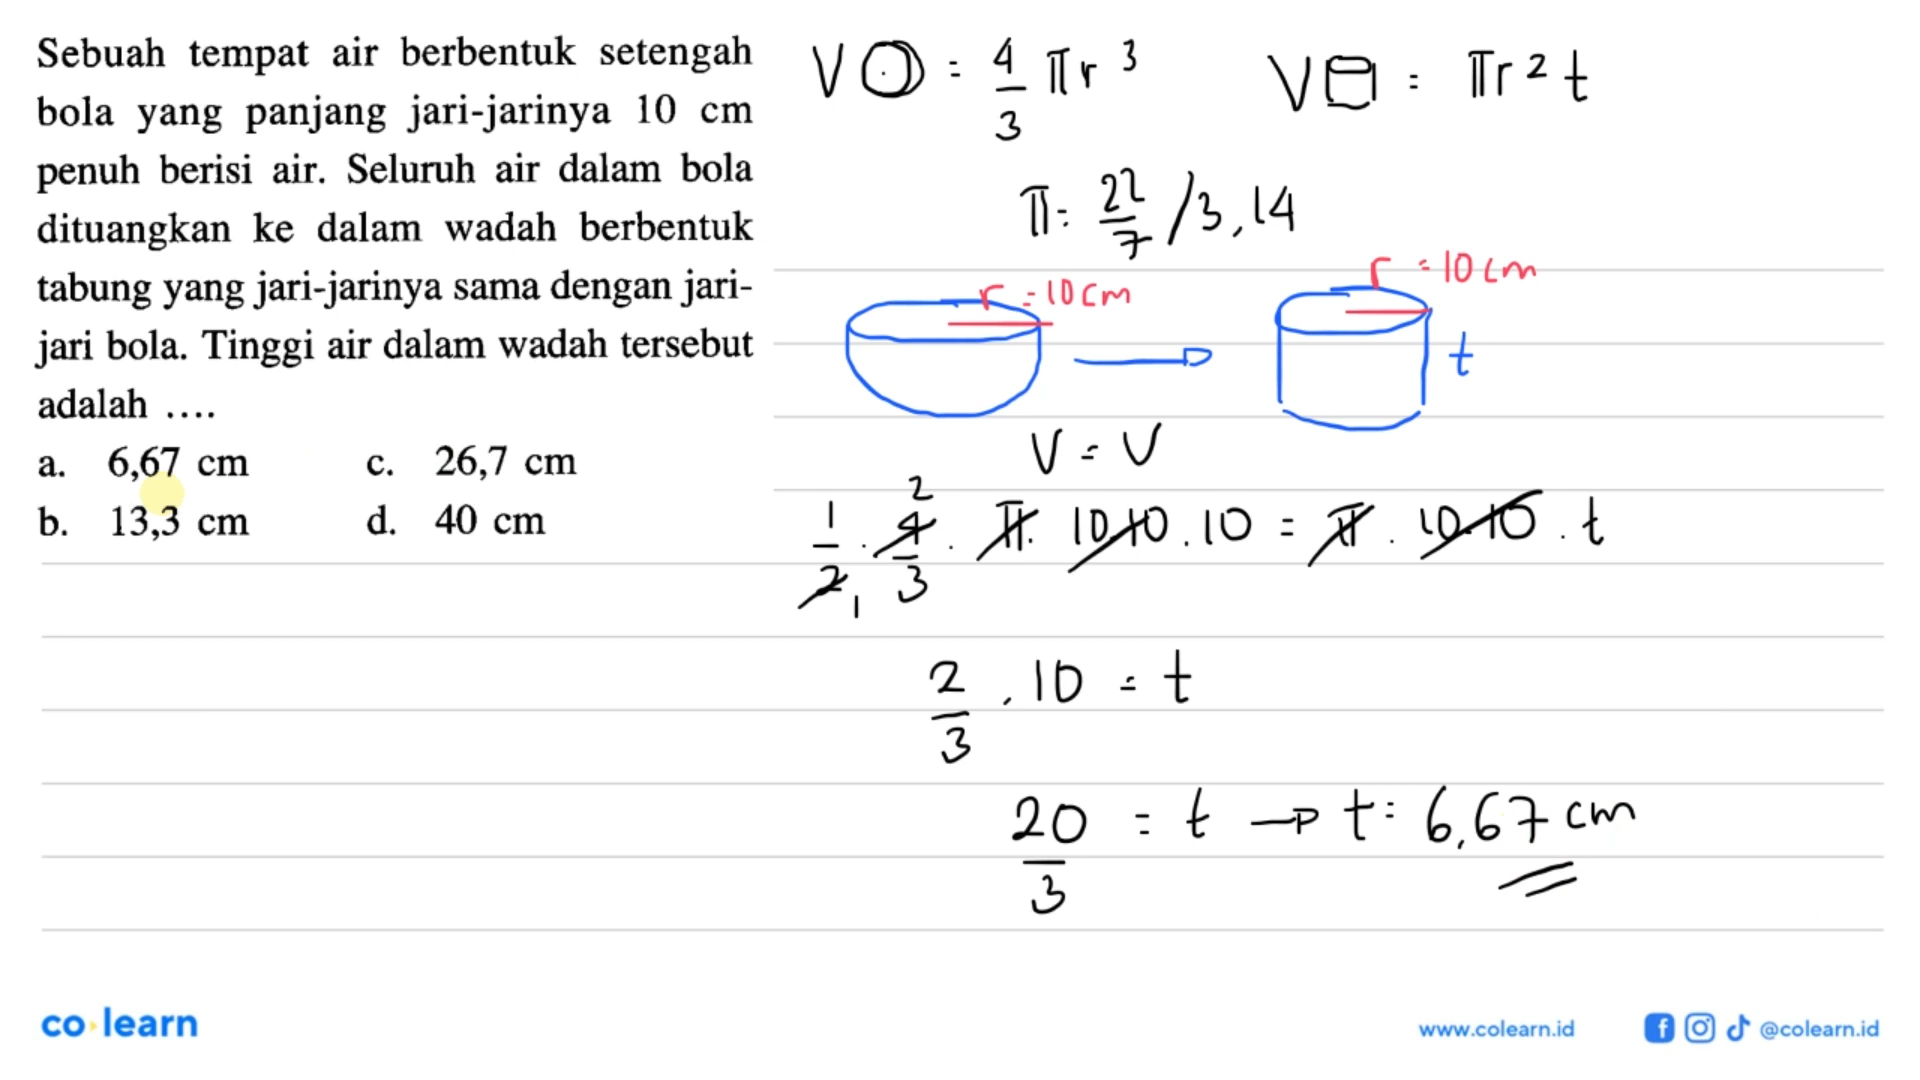 Sebuah tempat air berbentuk setengah
bola yang panjang jari-jarinya 10 cm
penuh berisi air. Seluruh air dalam bola
dituangkan ke dalam wadah berbentuk
tabung yang jari-jarinya sama dengan jari-
jari bola. Tinggi air dalam wadah tersebut
adalah ....
a. 6,67 cm c. 26,7 cm
b. 13,3 cm d. 40 cm
V = 4/3 πr³ V = πr²t
π = 22/7 / 3,14
r = 10 cm r = 10 cm
t
V = V
1/2 . 4/3 . π . 10.10.10 = π . 10.10 . t
2
1
2/3 . 10 = t
20/3 = t → t = 6,67 cm
co learn
www.colearn.id @colearn.id